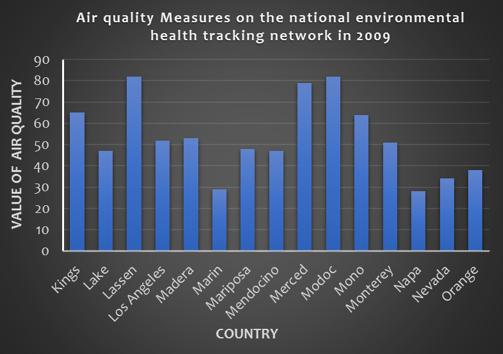 Air quality Measures on the national environmental
health tracking network in 2009
VALUE OF AIR QUALITY
90
80
70
60
50
40
30
20
10
0
Kings
Lake
Lassen
Los Angeles
Madera
Marin
Mariposa
Mendocino
Merced
Modoc
Mono
Monterey
Napa
Nevada
Orange
COUNTRY